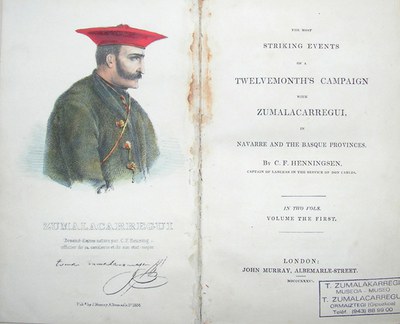 ZUMALACARREGUI
THE MOST
STRIKING EVENTS
OF A
TWELVEMONTH'S CAMPAIGN
WITH
ZUMALACARREGUI,
IN
NAVARRE AND THE BASQUE PROVINCES.
BY C. F. HENNINGSEN,
CAPTAIN OF LANCERS IN THE SERVICE OF DON CARLOS.
IN TWO VOLS.
VOLUME THE FIRST.
LONDON:
JOHN MURRAY, ALBEMARLE-STREET.
MDCCCXXXVI.
T. ZUMALAKARREGI
MUSEOA - MUSEO
T. ZUMALACARREGUI
ORMAIZTEGI (Gipuzkoa)